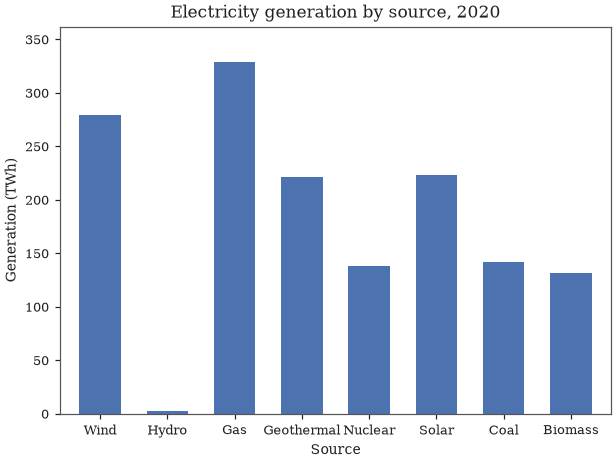 Electricity generation by source, 2020
350
300
250
200
150
100
50
0
Generation (TWh)
Wind Hydro Gas Geothermal Nuclear Solar Coal Biomass
Source